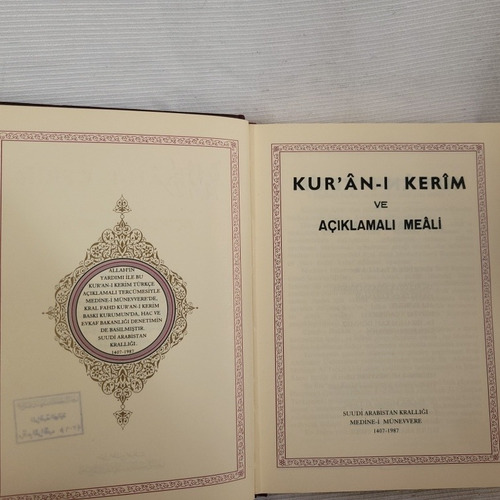 ALLAH'IN
YARDIMI İLE BU
KUR'AN-I KERİM TÜRKÇE
AÇIKLAMALI TERCÜMESİYLE
MEDİNE-İ MÜNEVVERE'DE,
KRAL FAHD KUR'AN-I KERİM
BASKI KURUMUN'DA, HAC VE
EVKAF BAKANLIĞI DENETİMİN
DE BASILMIŞTIR.
SUUDİ ARABİSTAN
KRALLIĞI.
1407-1987
KUR'ÂN-I KERÎM
VE
AÇIKLAMALI MEÂLİ
SUUDİ ARABİSTAN KRALLIĞI
MEDİNE-İ MÜNEVVERE
1407-1987